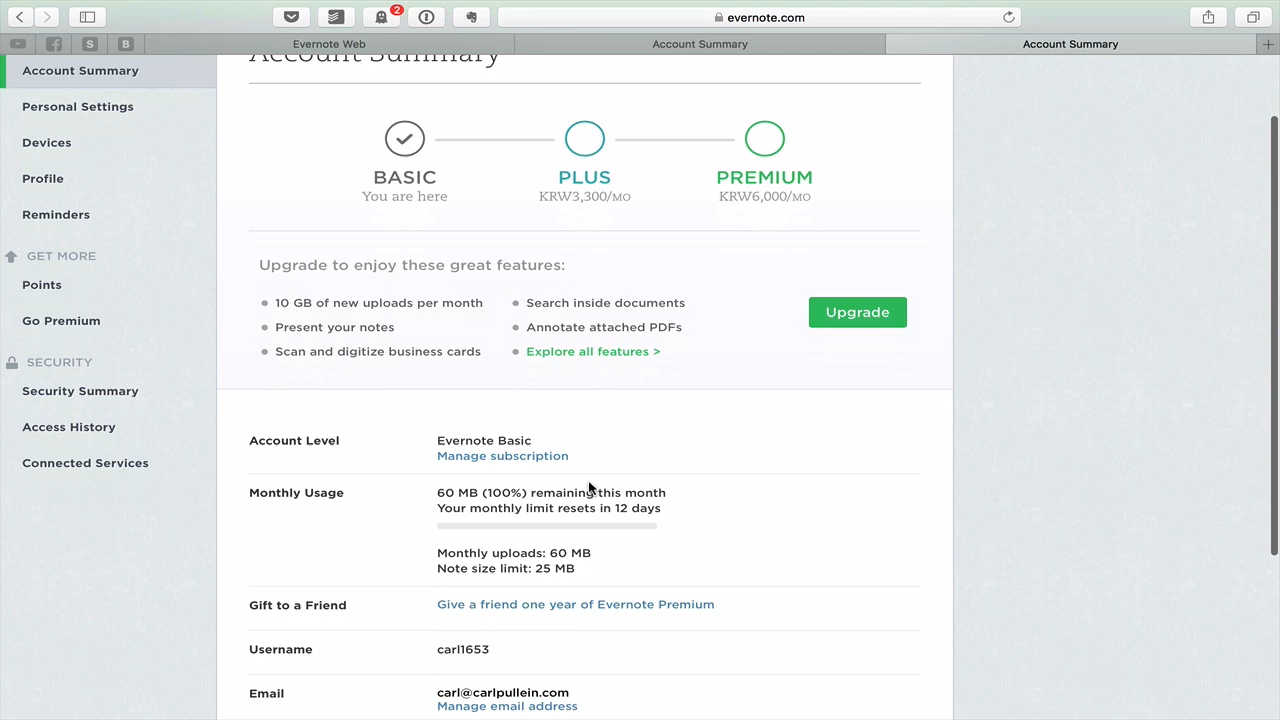 2
evernote.com
S
B
Evernote Web
Account Summary
Account Summary
Account Summary
Account Summary
Personal Settings
Devices
Profile
Reminders
GET MORE
Points
Go Premium
SECURITY
Security Summary
Access History
Connected Services
BASIC
You are here
PLUS
KRW3,300/MO
PREMIUM
KRW6,000/MO
Upgrade to enjoy these great features:
10 GB of new uploads per month
Present your notes
Scan and digitize business cards
Search inside documents
Annotate attached PDFs
Explore all features >
Upgrade
Account Level
Evernote Basic
Manage subscription
Monthly Usage
60 MB (100%) remaining this month
Your monthly limit resets in 12 days
Monthly uploads: 60 MB
Note size limit: 25 MB
Gift to a Friend
Give a friend one year of Evernote Premium
Username
carl1653
Email
carl@carlpullein.com
Manage email address